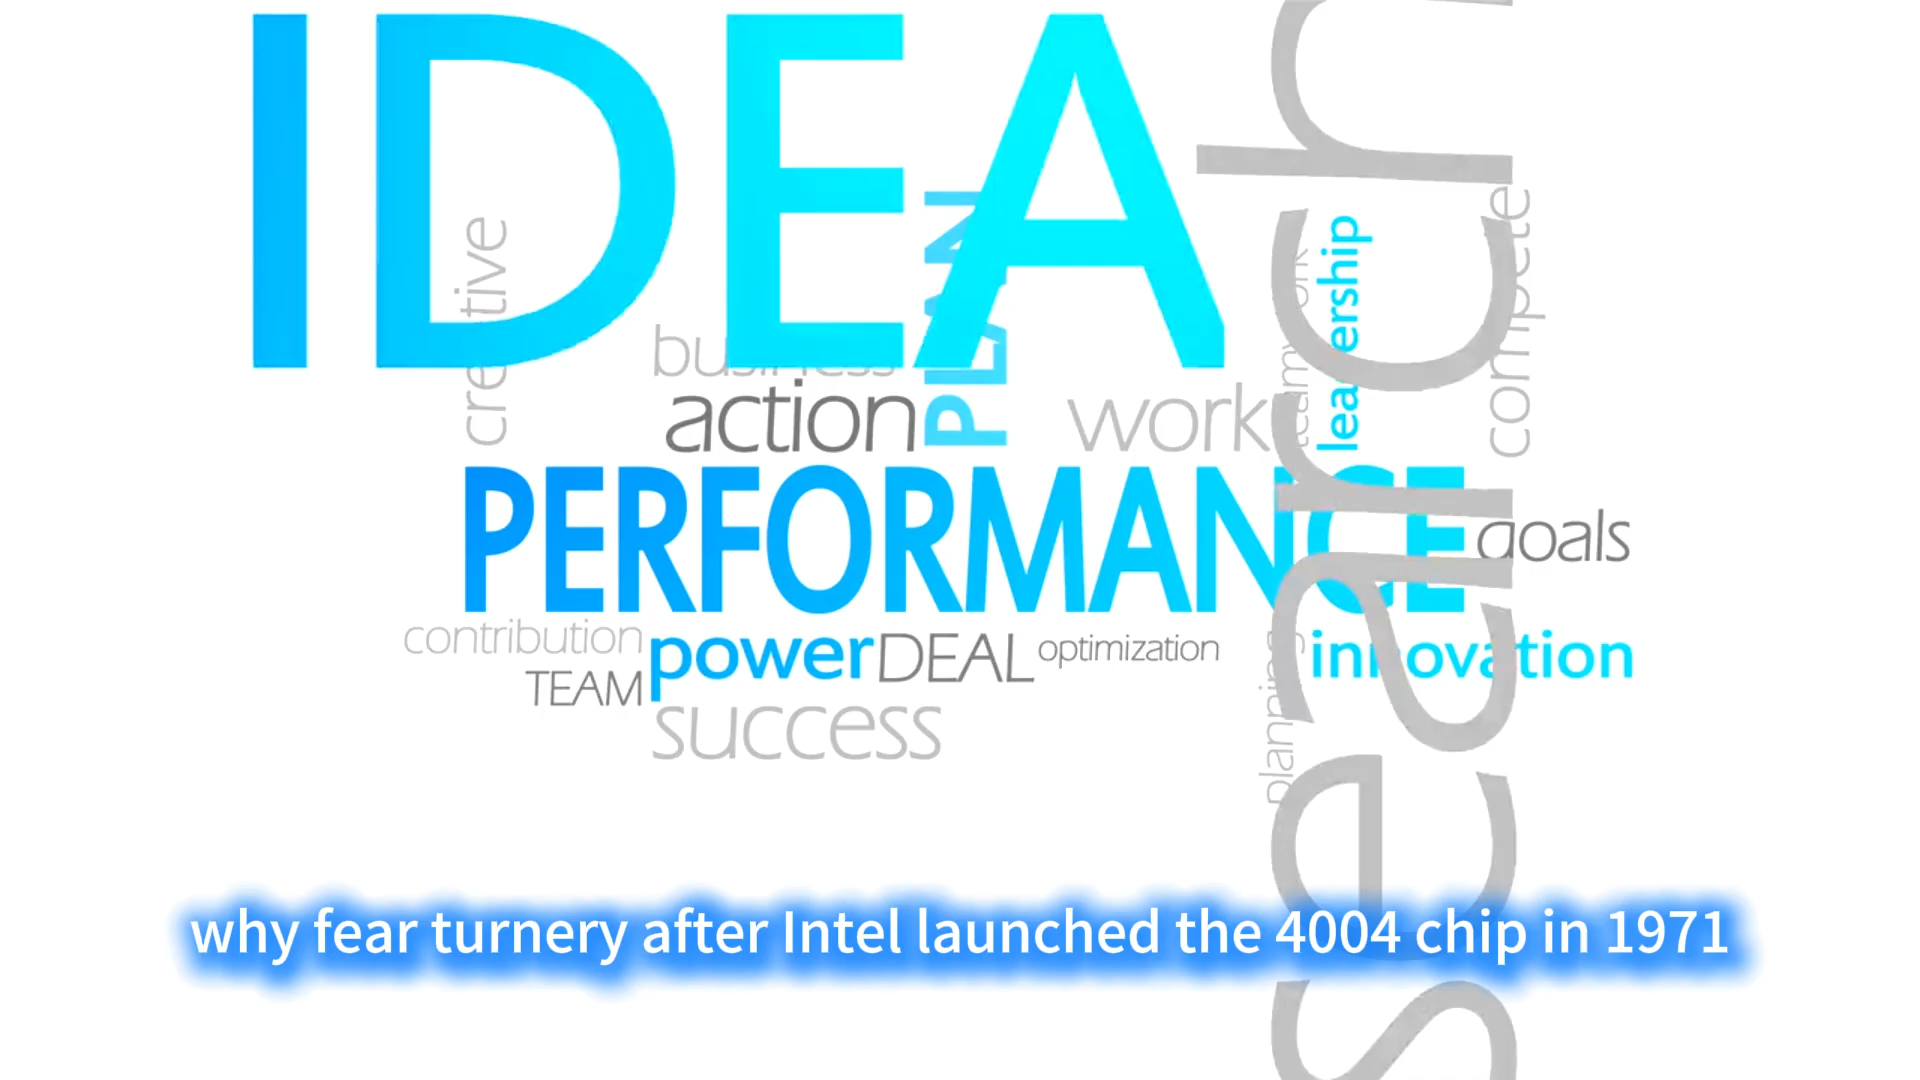 IDEA
creative
business
PLAN
action
work
teamwork
leadership
compete
search
PERFORMANCE
goals
contribution
power
DEAL
optimization
innovation
TEAM
planning
success
why fear turnery after Intel launched the 4004 chip in 1971